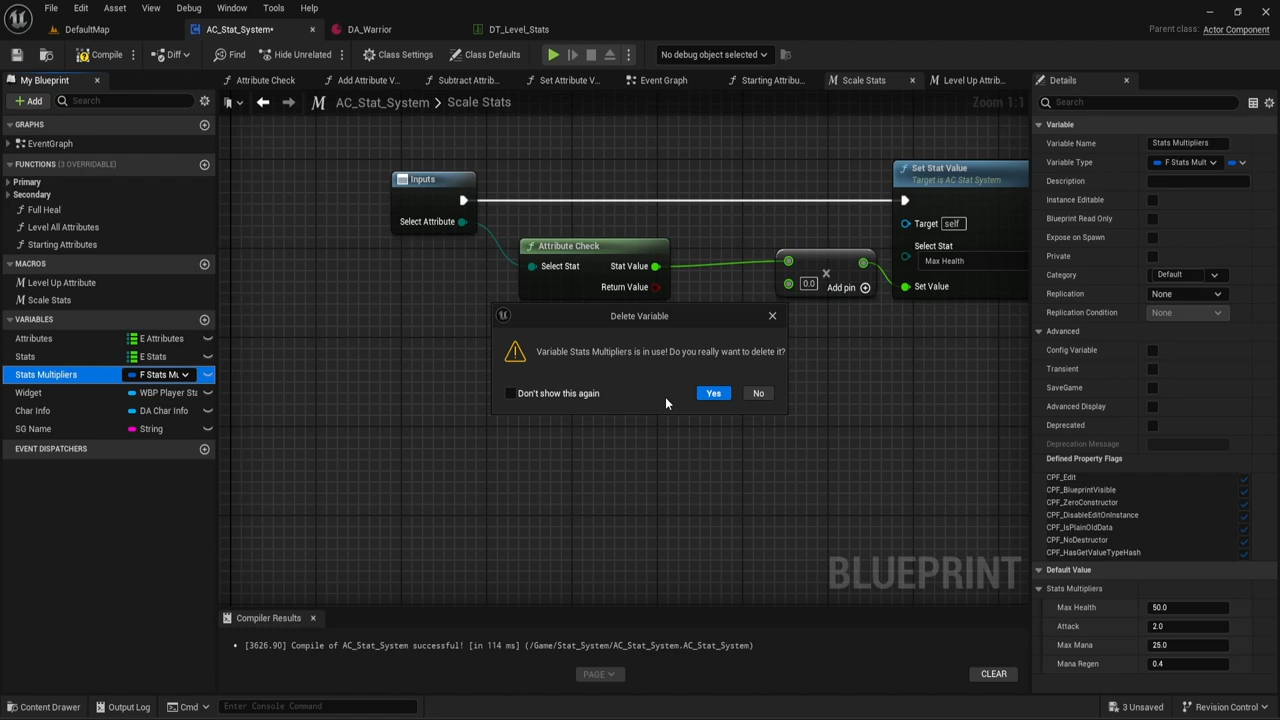 File Edit Asset View Debug Window Tools Help
DefaultMap
AC_Stat_System•
DA_Warrior
DT_Level_Stats
Parent class: Actor Component
Compile
Diff
Find
Hide Unrelated
Class Settings
Class Defaults
No debug object selected
My Blueprint
Attribute Check
Add Attribute V...
Subtract Attrib...
Set Attribute V...
Event Graph
Starting Attribu...
Scale Stats
Level Up Attrib...
Details
Add
Search
AC_Stat_System > Scale Stats
Zoom 1:1
Search
GRAPHS
EventGraph
FUNCTIONS (3 OVERRIDABLE)
Primary
Secondary
Full Heal
Level All Attributes
Starting Attributes
MACROS
Level Up Attribute
Scale Stats
VARIABLES
Attributes E Attributes
Stats E Stats
Stats Multipliers F Stats Mu
Widget WBP Player Sta
Char Info DA Char Info
SG Name String
EVENT DISPATCHERS
Inputs
Select Attribute
Attribute Check
Select Stat Stat Value
Return Value
0.0
Add pin
Set Stat Value
Target is AC Stat System
Target self
Select Stat
Max Health
Set Value
Delete Variable
Variable Stats Multipliers is in use! Do you really want to delete it?
Don't show this again
Yes
No
BLUEPRINT
Compiler Results
[3626.90] Compile of AC_Stat_System successful! [in 114 ms] (/Game/Stat_System/AC_Stat_System.AC_Stat_System)
PAGE
CLEAR
Variable
Variable Name Stats Multipliers
Variable Type F Stats Mult
Description
Instance Editable
Blueprint Read Only
Expose on Spawn
Private
Category Default
Replication None
Replication Condition None
Advanced
Config Variable
Transient
SaveGame
Advanced Display
Deprecated
Deprecation Message
Defined Property Flags
CPF_Edit
CPF_BlueprintVisible
CPF_ZeroConstructor
CPF_DisableEditOnInstance
CPF_IsPlainOldData
CPF_NoDestructor
CPF_HasGetValueTypeHash
Default Value
Stats Multipliers
Max Health 50.0
Attack 2.0
Max Mana 25.0
Mana Regen 0.4
Content Drawer
Output Log
Cmd
Enter Console Command
3 Unsaved
Revision Control